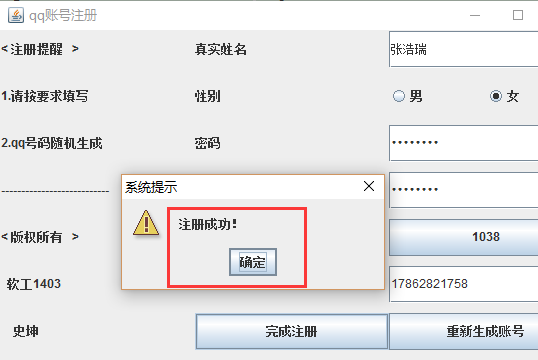 qq账号注册
<注册提醒 >
真实姓名
张浩瑞
1.请按要求填写
性别
男
女
2.qq号码随机生成
密码
••••••••
系统提示
----------------------------
••••••••
注册成功！
<版权所有 >
1038
确定
软工1403
17862821758
史坤
完成注册
重新生成账号